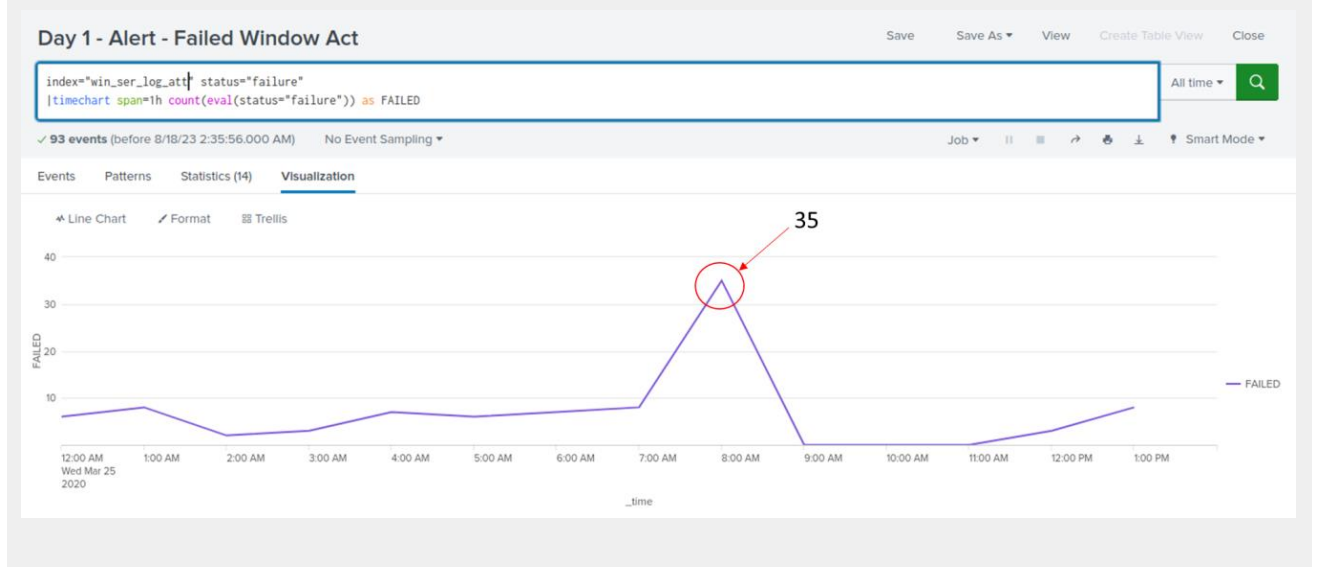 Day 1 - Alert - Failed Window Act
Save Save As View Create Table View Close
index="win_ser_log_att" status="failure"
|timechart span=1h count(eval(status="failure")) as FAILED
All time
✓ 93 events (before 8/18/23 2:35:56.000 AM) No Event Sampling
Job Smart Mode
Events Patterns Statistics (14) Visualization
Line Chart Format Trellis
35
40
30
20
10
FAILED
FAILED
12:00 AM 1:00 AM 2:00 AM 3:00 AM 4:00 AM 5:00 AM 6:00 AM 7:00 AM 8:00 AM 9:00 AM 10:00 AM 11:00 AM 12:00 PM 1:00 PM
Wed Mar 25
2020
_time